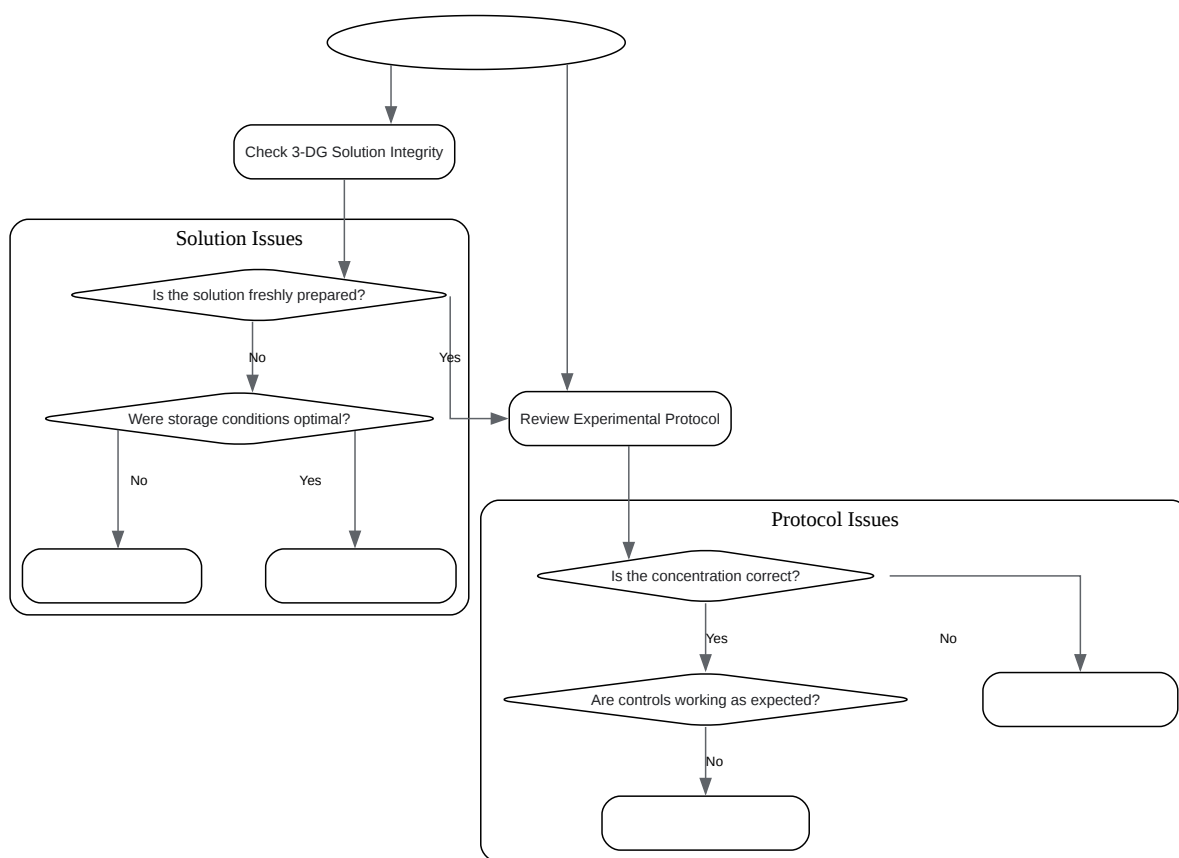 Check 3-DG Solution Integrity
Solution Issues
Is the solution freshly prepared?
No
Yes
Were storage conditions optimal?
Review Experimental Protocol
No
Yes
Protocol Issues
Is the concentration correct?
Yes
No
Are controls working as expected?
No